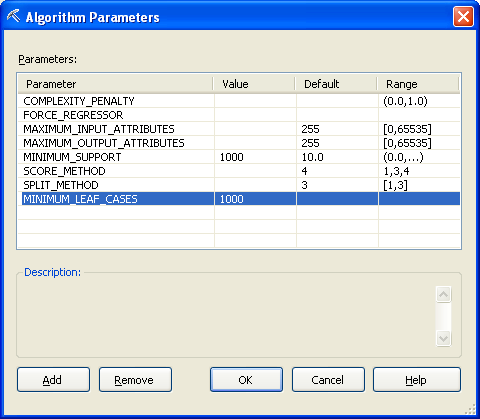 Algorithm Parameters
Parameters:
Parameter Value Default Range
COMPLEXITY_PENALTY (0.0,1.0)
FORCE_REGRESSOR
MAXIMUM_INPUT_ATTRIBUTES 255 [0,65535]
MAXIMUM_OUTPUT_ATTRIBUTES 255 [0,65535]
MINIMUM_SUPPORT 1000 10.0 (0.0,...)
SCORE_METHOD 4 1,3,4
SPLIT_METHOD 3 [1,3]
MINIMUM_LEAF_CASES 1000
Description:
Add Remove OK Cancel Help